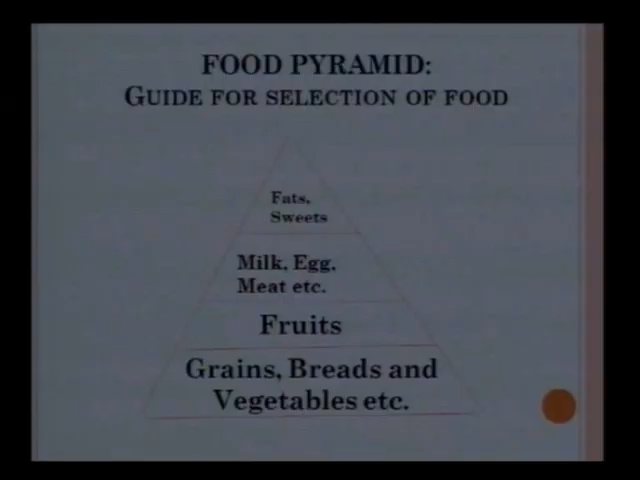 FOOD PYRAMID:
GUIDE FOR SELECTION OF FOOD
Fats,
Sweets
Milk, Egg,
Meat etc.
Fruits
Grains, Breads and
Vegetables etc.